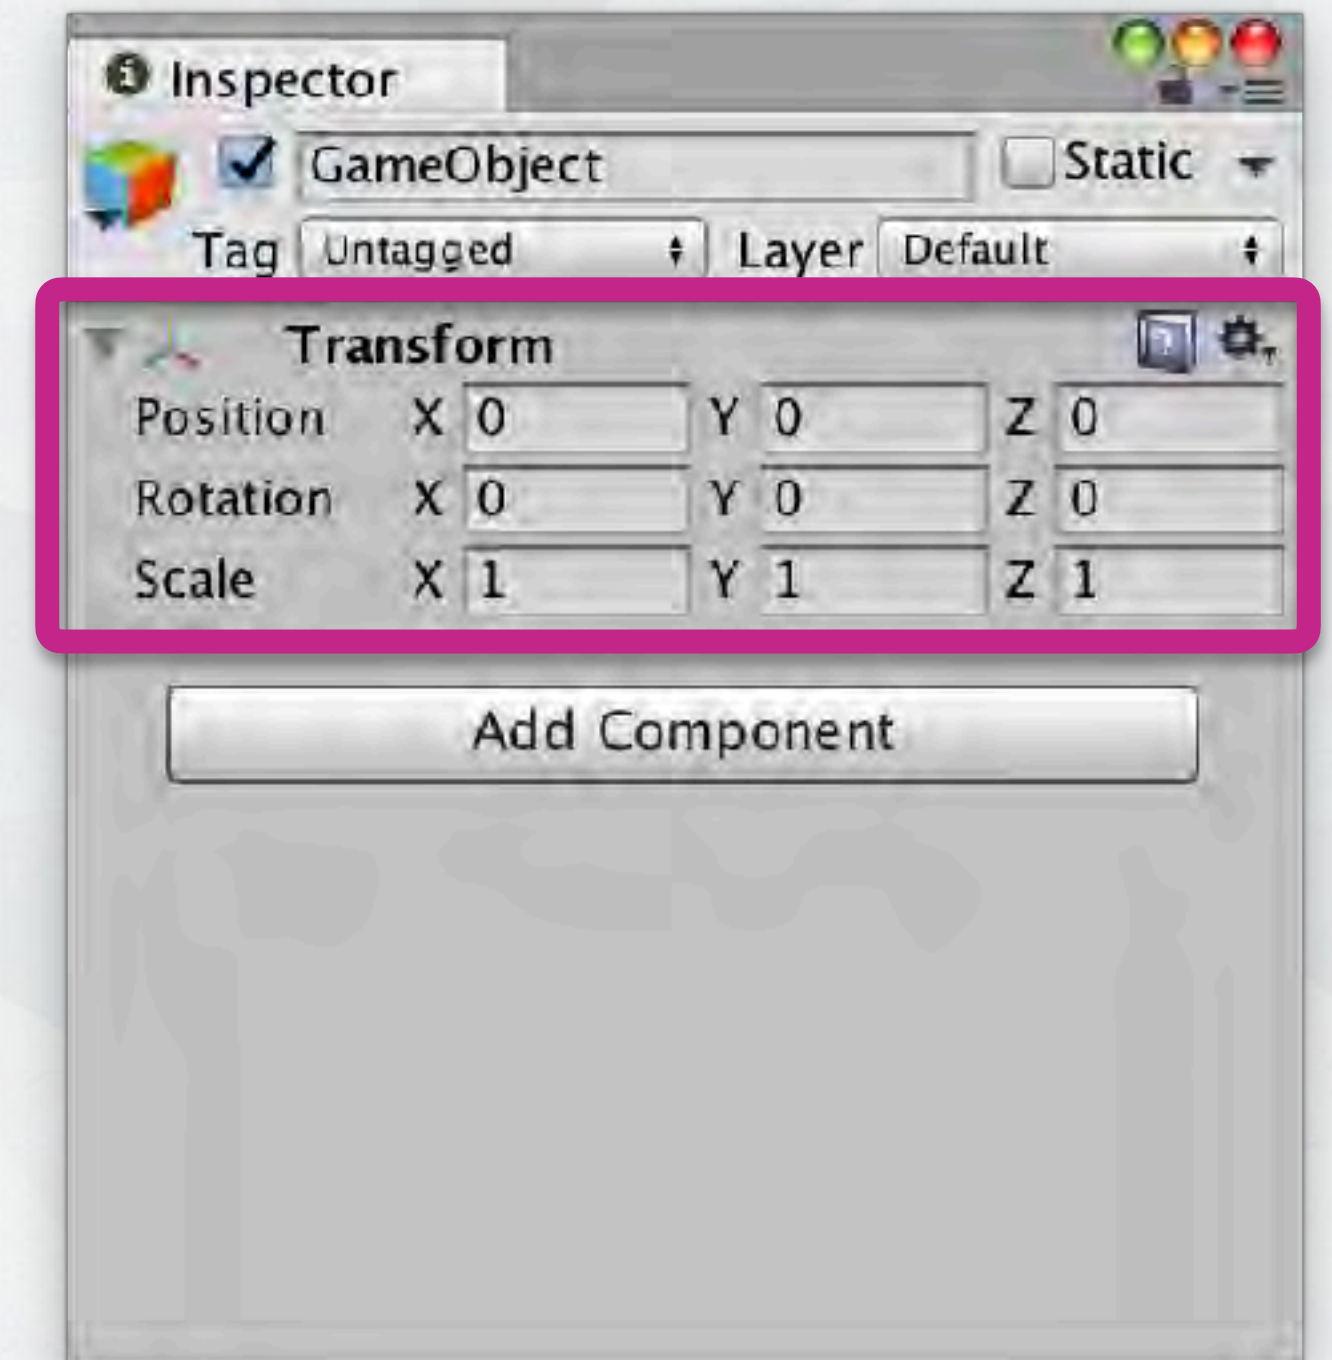 Inspector
GameObject Static
Tag Untagged Layer Default
Transform
Position X 0 Y 0 Z 0
Rotation X 0 Y 0 Z 0
Scale X 1 Y 1 Z 1
Add Component